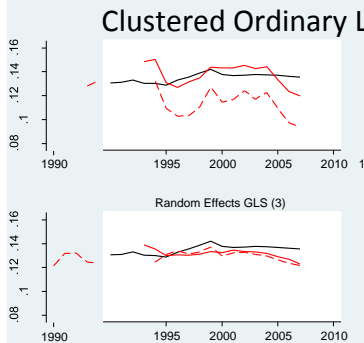 Clustered Ordinary L
.16
.14
.12
.1
.08
1990 1995 2000 2005 2010 1
Random Effects GLS (3)
.16
.14
.12
.1
.08
1990 1995 2000 2005 2010